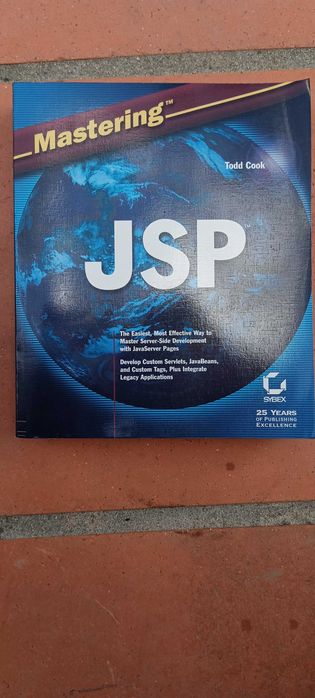 Mastering™
Todd Cook
JSP™
The Easiest, Most Effective Way to
Master Server-Side Development
with JavaServer Pages
Develop Custom Servlets, JavaBeans,
and Custom Tags, Plus Integrate
Legacy Applications
SYBEX
25 YEARS
OF PUBLISHING
EXCELLENCE